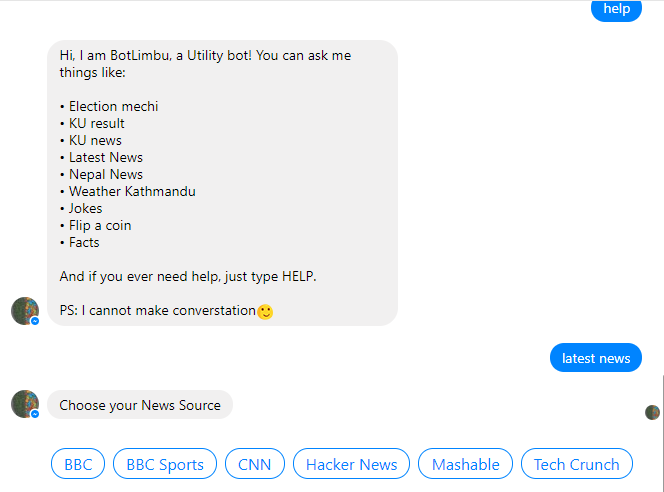 help
Hi, I am BotLimbu, a Utility bot! You can ask me
things like:
• Election mechi
• KU result
• KU news
• Latest News
• Nepal News
• Weather Kathmandu
• Jokes
• Flip a coin
• Facts
And if you ever need help, just type HELP.
PS: I cannot make converstation🙂
latest news
Choose your News Source
BBC BBC Sports CNN Hacker News Mashable Tech Crunch